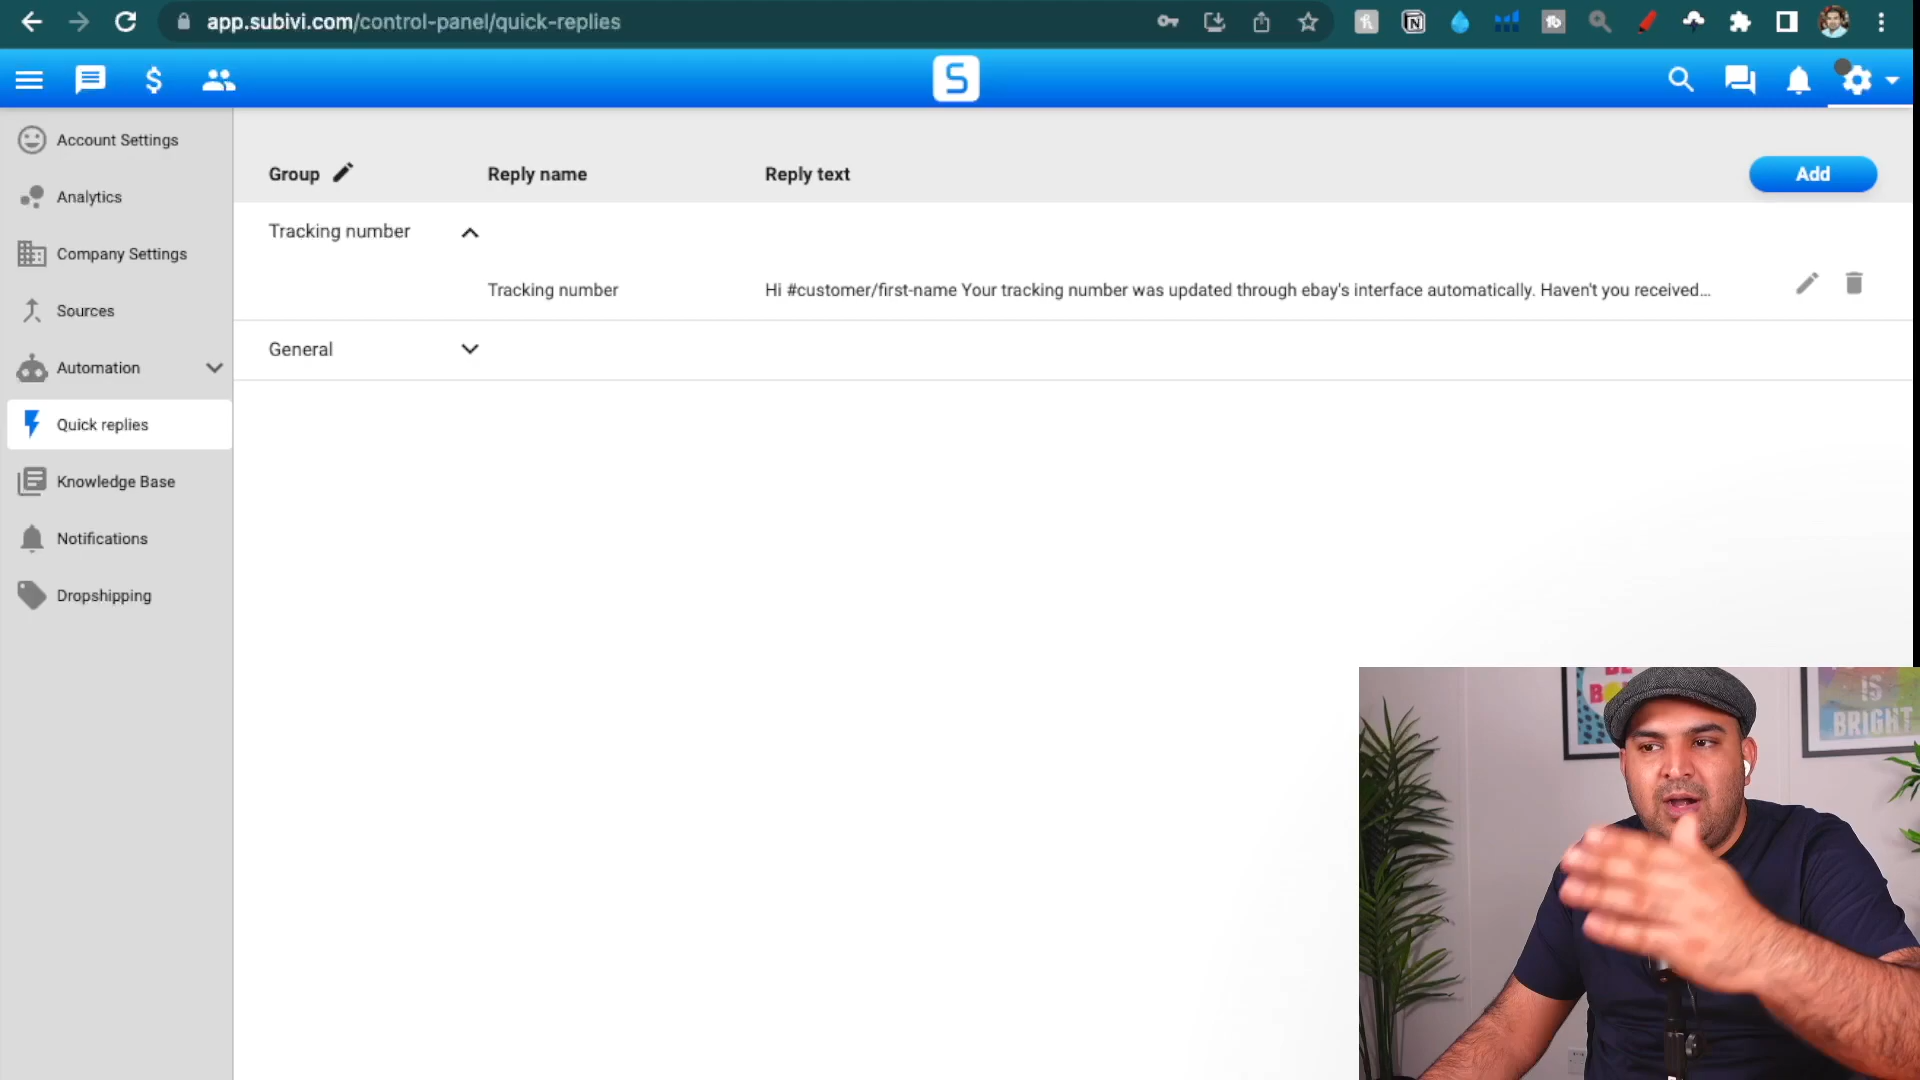 app.subivi.com/control-panel/quick-replies
S
Account Settings
Analytics
Company Settings
Sources
Automation
Quick replies
Knowledge Base
Notifications
Dropshipping
Group
Reply name
Reply text
Add
Tracking number
Tracking number
Hi #customer/first-name Your tracking number was updated through ebay's interface automatically. Haven't you received...
General
BRIGHT